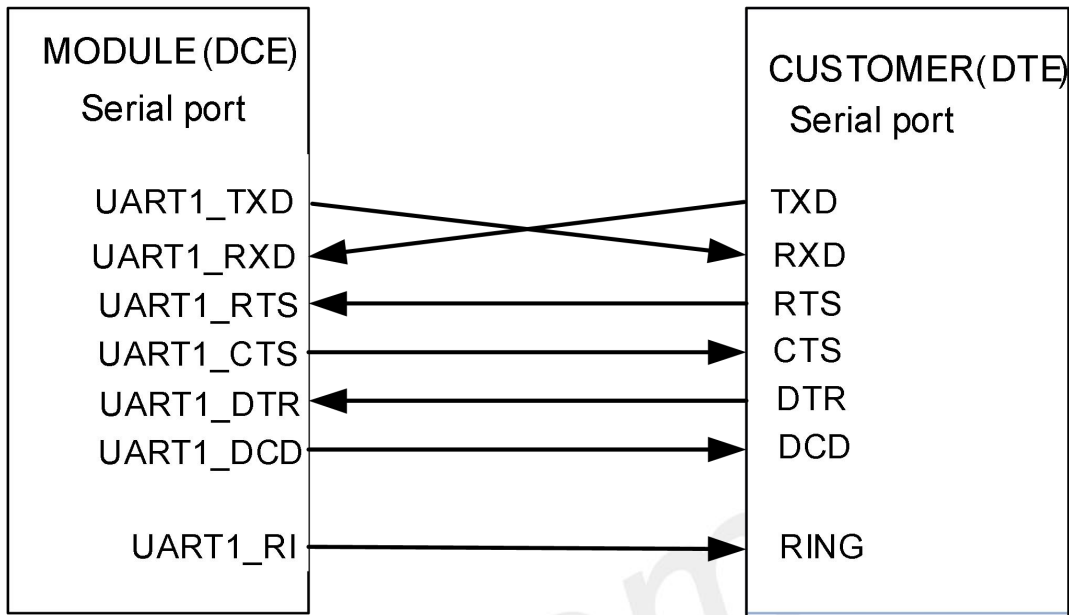 MODULE (DCE)
Serial port
UART1_TXD
UART1_RXD
UART1_RTS
UART1_CTS
UART1_DTR
UART1_DCD
UART1_RI
CUSTOMER(DTE)
Serial port
TXD
RXD
RTS
CTS
DTR
DCD
RING